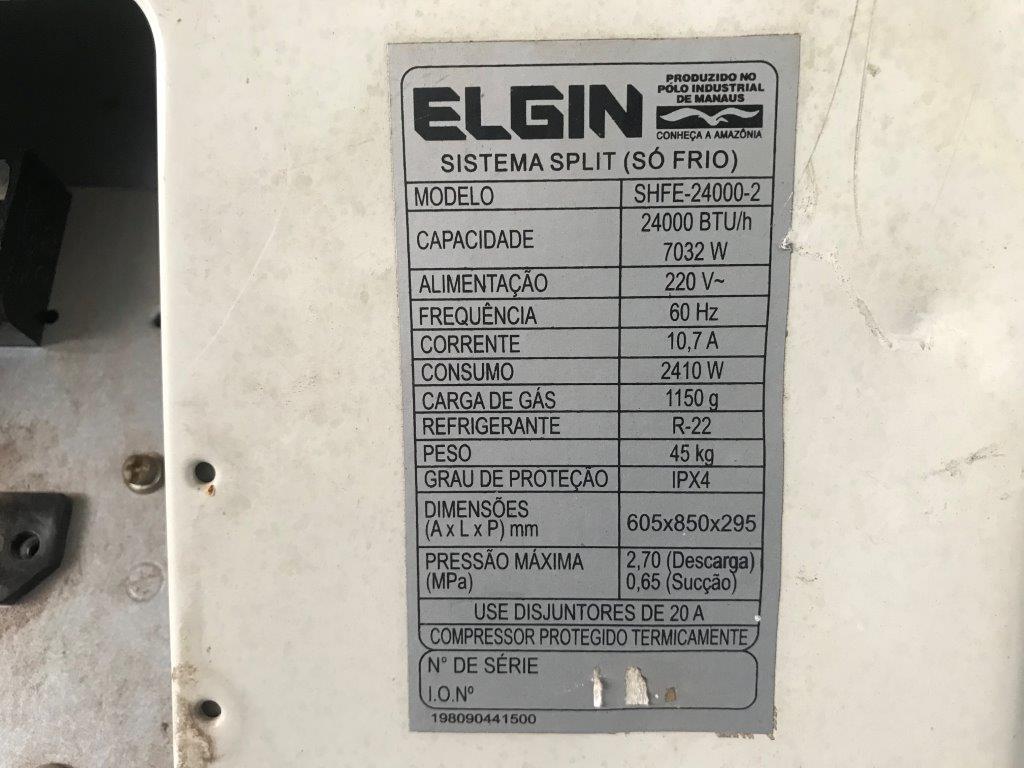 ELGIN
PRODUZIDO NO
PÓLO INDUSTRIAL
DE MANAUS
CONHEÇA A AMAZÔNIA
SISTEMA SPLIT (SÓ FRIO)
MODELO SHFE-24000-2
CAPACIDADE 24000 BTU/h
7032 W
ALIMENTAÇÃO 220 V~
FREQUÊNCIA 60 Hz
CORRENTE 10,7 A
CONSUMO 2410 W
CARGA DE GÁS 1150 g
REFRIGERANTE R-22
PESO 45 kg
GRAU DE PROTEÇÃO IPX4
DIMENSÕES
(A x L x P) mm 605x850x295
PRESSÃO MÁXIMA 2,70 (Descarga)
(MPa) 0,65 (Sucção)
USE DISJUNTORES DE 20 A
COMPRESSOR PROTEGIDO TERMICAMENTE
N° DE SÉRIE
I.O.Nº
198090441500